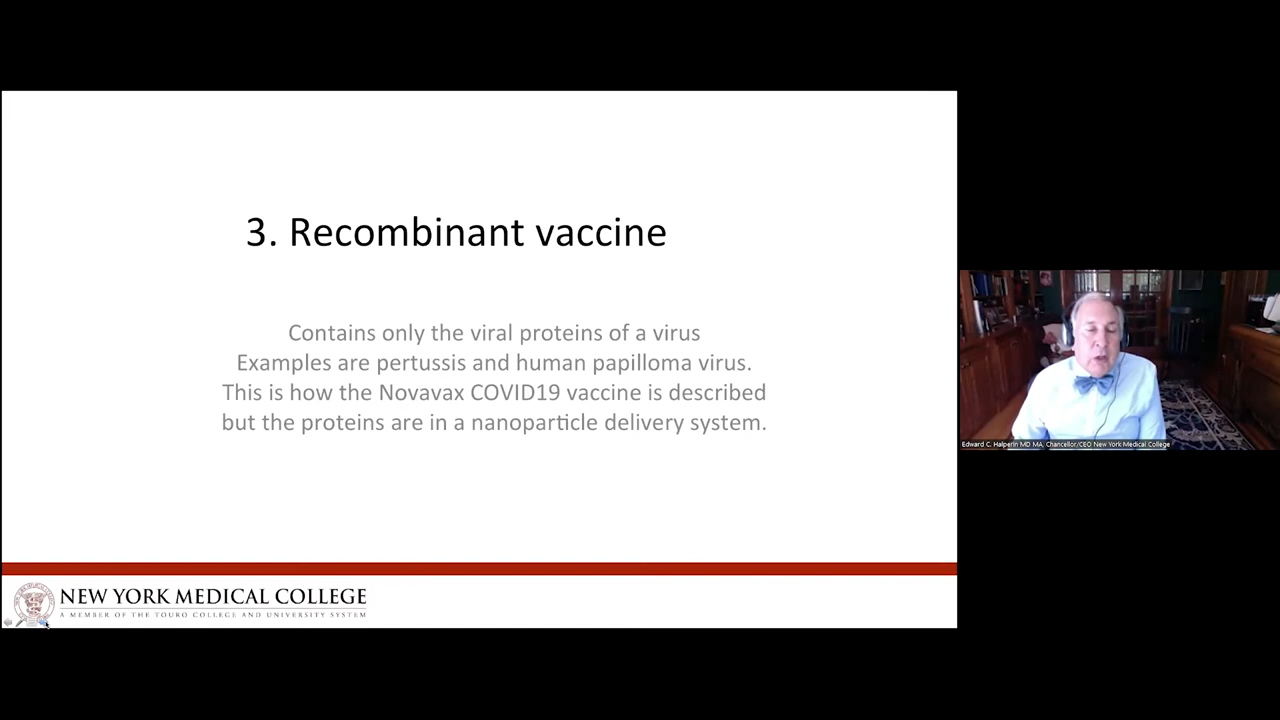 3. Recombinant vaccine
Contains only the viral proteins of a virus
Examples are pertussis and human papilloma virus.
This is how the Novavax COVID19 vaccine is described
but the proteins are in a nanoparticle delivery system.
Edward C. Halperin MD MA, Chancellor/CEO New York Medical College
NEW YORK MEDICAL COLLEGE
A MEMBER OF THE TOURO COLLEGE AND UNIVERSITY SYSTEM